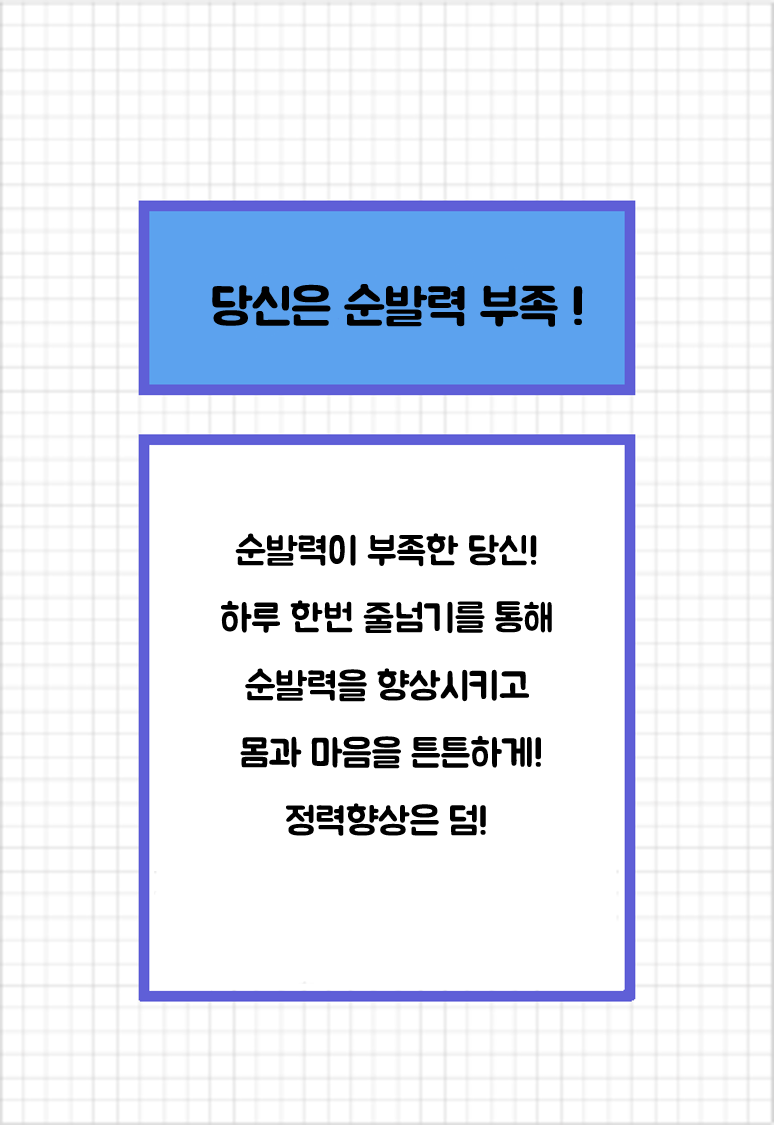 당신은 순발력 부족 !
순발력이 부족한 당신!
하루 한번 줄넘기를 통해
순발력을 향상시키고
몸과 마음을 튼튼하게!
정력향상은 덤!